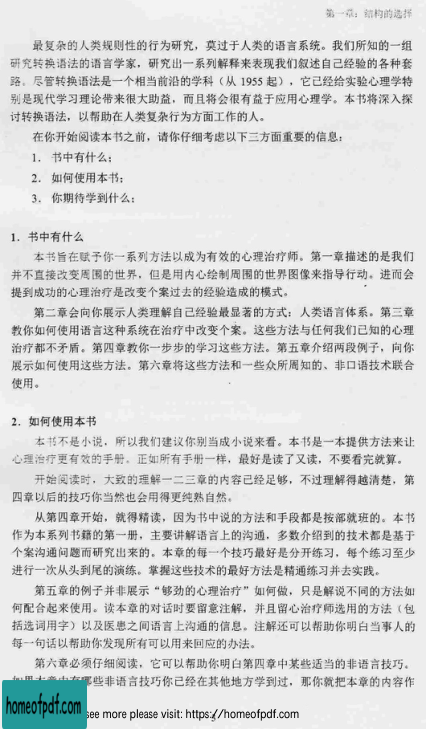 第一章：结构的选择
最复杂的人类规则性的行为研究，莫过于人类的语言系统。我们所知的一组
研究转换语法的语言学家，研究出一系列解释来表现我们叙述自己经验的各种套
路。尽管转换语法是一个相当前沿的学科（从 1955 起），它已经给实验心理学特
别是现代学习理论带来很大助益，而且将会很有益于应用心理学。本书将深入探
讨转换语法，以帮助在人类复杂行为方面工作的人。
在你开始阅读本书之前，请你仔细考虑以下三方面重要的信息：
1． 书中有什么；
2． 如何使用本书；
3． 你期待学到什么；
1．书中有什么
本书旨在赋予你一系列方法以成为有效的心理治疗师。第一章描述的是我们
并不直接改变周围的世界，但是用内心绘制周围的世界图像来指导行动。进而会
提到成功的心理治疗是改变个案过去的经验造成的模式。
第二章会向你展示人类理解自己经验最显著的方式：人类语言体系。第三章
教你如何使用语言这种系统在治疗中改变个案。这些方法与任何我们已知的心理
治疗都不矛盾。第四章教你一步步的学习这些方法。第五章介绍两段例子，向你
展示如何使用这些方法。第六章将这些方法和一些众所周知的、非口语技术联合
使用。
2．如何使用本书
本书不是小说，所以我们建议你别当成小说来看。本书是一本提供方法来让
心理治疗更有效的手册。正如所有手册一样，最好是读了又读，不要看完就算。
开始阅读时，大致的理解一二三章的内容已经足够，不过理解得越清楚，第
四章以后的技巧你当然也会用得更纯熟自然。
从第四章开始，就得精读，因为书中说的方法和手段都是按部就班的。本书
作为本系列书籍的第一册，主要讲解语言上的沟通，多数介绍到的技术都是基于
个案沟通问题而研究出来的。本章的每一个技巧最好是分开练习，每个练习至少
进行一次从头到尾的演练。掌握这些技术的最好方法是精通练习并去实践。
第五章的例子并非展示“够劲的心理治疗”如何做，只是解说不同的方法如
何配合起来使用。读本章的对话时要留意注解，并且留心治疗师选用的方法（包
括选词用字）以及医患之间语言上沟通的信息。注解还可以帮助你明白当事人的
每一句话以帮助你发现所有可以用来回应的办法。
第六章必须仔细阅读，它可以帮助你明白第四章中某些适当的非语言技巧。
如果本章中有哪些非语言技巧你已经在其他地方学到过，那你就把本章的内容作
homeofpdf.com
see more please visit: https://homeofpdf.com